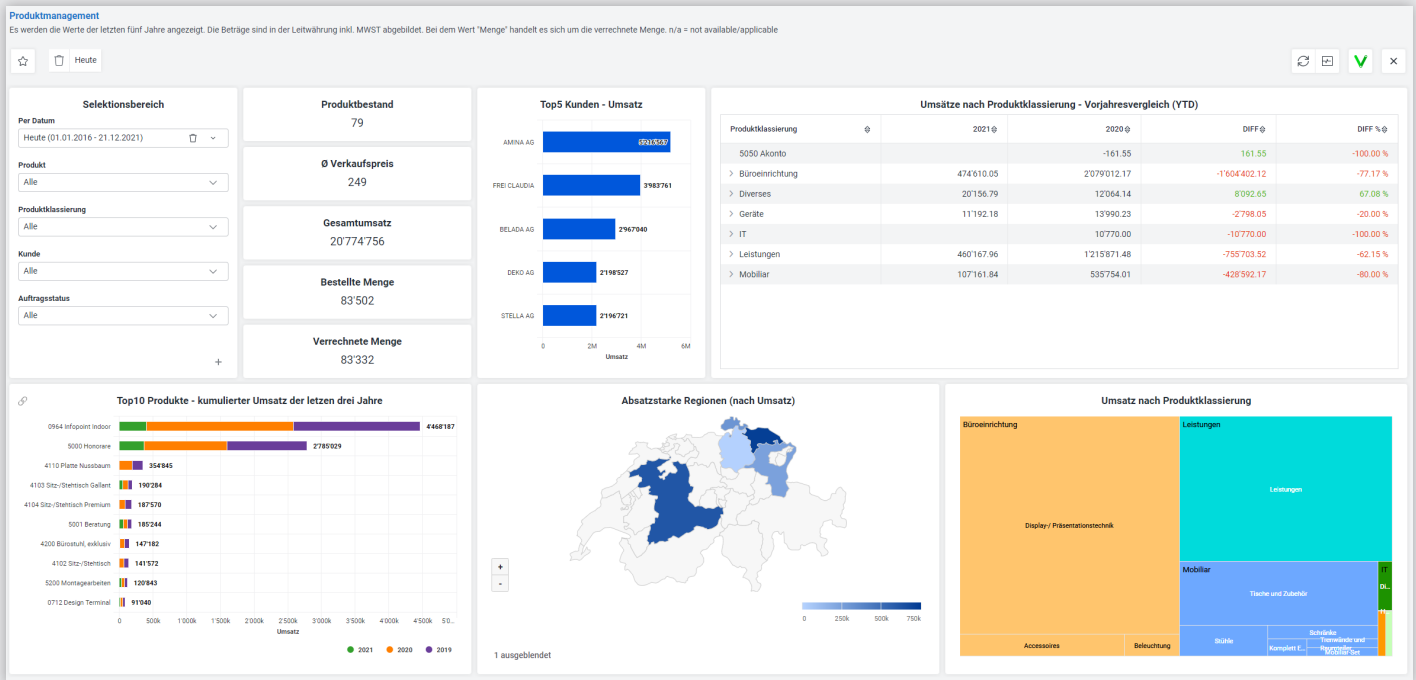 Produktmanagement
Es werden die Werte der letzten fünf Jahre angezeigt. Die Beträge sind in der Leitwährung inkl. MWST abgebildet. Bei dem Wert "Menge" handelt es sich um die verrechnete Menge. n/a = not available/applicable
Heute
Selektionsbereich
Per Datum
Heute (01.01.2016 - 21.12.2021)
Produkt
Alle
Produktklassierung
Alle
Kunde
Alle
Auftragsstatus
Alle
+
Produktbestand
79
Ø Verkaufspreis
249
Gesamtumsatz
20'774'756
Bestellte Menge
83'502
Verrechnete Menge
83'332
Top5 Kunden - Umsatz
AMINA AG
FREI CLAUDIA 3'983'761
BELADA AG 2'967'040
DEKO AG 2'198'527
STELLA AG 2'196'721
0 2M 4M 6M
Umsatz
Umsätze nach Produktklassierung - Vorjahresvergleich (YTD)
Produktklassierung 2021 2020 DIFF DIFF %
5050 Akonto -161.55 161.55 -100.00 %
Büroeinrichtung 474'610.05 2'079'012.17 -1'604'402.12 -77.17 %
Diverses 20'156.79 12'064.14 8'092.65 67.08 %
Geräte 11'192.18 13'990.23 -2'798.05 -20.00 %
IT 10'770.00 -10'770.00 -100.00 %
Leistungen 460'167.96 1'215'871.48 -755'703.52 -62.15 %
Mobiliar 107'161.84 535'754.01 -428'592.17 -80.00 %
Top10 Produkte - kumulierter Umsatz der letzen drei Jahre
0964 Infopoint Indoor 4'468'187
5000 Honorare 2'785'029
4110 Platte Nussbaum 354'845
4103 Sitz-/Stehtisch Gallant 190'284
4104 Sitz-/Stehtisch Premium 187'570
5001 Beratung 185'244
4200 Bürostuhl, exklusiv 147'182
4102 Sitz-/Stehtisch 141'572
5200 Montagearbeiten 120'843
0712 Design Terminal 91'040
0 500k 1'000k 1'500k 2'000k 2'500k 3'000k 3'500k 4'000k 4'500k 5'0...
Umsatz
2021 2020 2019
Absatzstarke Regionen (nach Umsatz)
+
-
0 250k 500k 750k
1 ausgeblendet
Umsatz nach Produktklassierung
Büroeinrichtung
Display-/ Präsentationstechnik
Accessoires
Beleuchtung
Leistungen
Leistungen
Mobiliar
Tische und Zubehör
Stühle
Schränke
Komplett E...
Trennwände und
Mobiliar-Set
IT
Di...